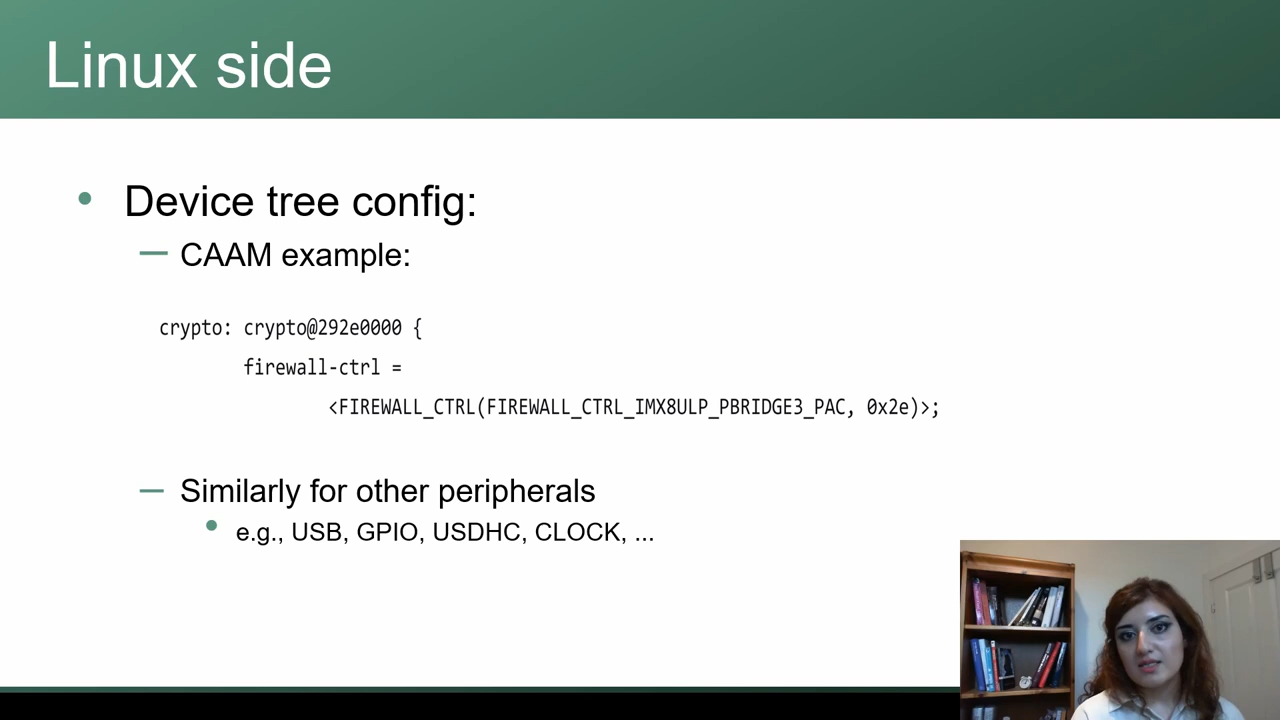 Linux side
Device tree config:
CAAM example:
crypto: crypto@292e0000 {
firewall-ctrl =
<FIREWALL_CTRL(FIREWALL_CTRL_IMX8ULP_PBRIDGE3_PAC, 0x2e)>;
Similarly for other peripherals
e.g., USB, GPIO, USDHC, CLOCK, ...